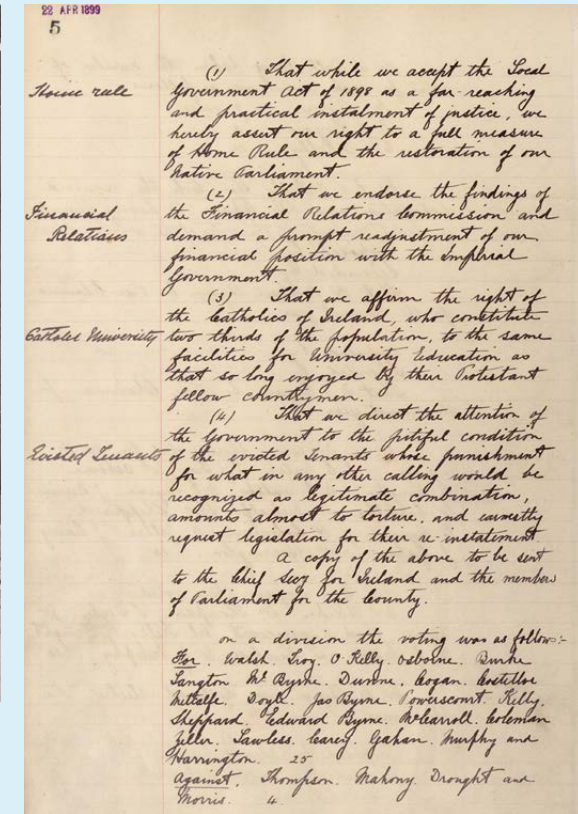 22 APR 1899
5
(1) That while we accept the Local
Home rule
Government Act of 1898 as a far-reaching
and practical instalment of justice, we
hereby assert our right to a full measure
of Home Rule and the restoration of our
Native Parliament.
(2) That we endorse the findings of
Financial
the Financial Relations Commission and
Relations
demand a prompt readjustment of our
financial position with the Imperial
Government.
(3) That we affirm the right of
the Catholics of Ireland, who constitute
Catholic University
two thirds of the population, to the same
facilities for University Education as
that so long enjoyed by their Protestant
fellow countrymen.
(4) That we direct the attention of
the Government to the pitiful condition
Evicted Tenants
of the evicted Tenants whose punishment
for what in any other calling would be
recognized as legitimate combination,
amounts almost to torture, and earnestly
request legislation for their re-instatement.
A copy of the above to be sent
to the Chief Secy for Ireland and the members
of Parliament for the County.
on a division the voting was as follows:-
For. Walsh. Troy. O'Kelly. Osborne. Burke
Langton. Byrne. Dunne. Cogan. Costelloe
Metcalfe. Doyle. Jas Byrne. Powerscourt. Kelly.
Sheppard. Edward Byrne. McCarroll. Coleman
Zeller. Lawless. Carey. Gahan. Murphy and
Harrington. 25
Against. Thompson. Mahony. Drought and
Morris. 4.